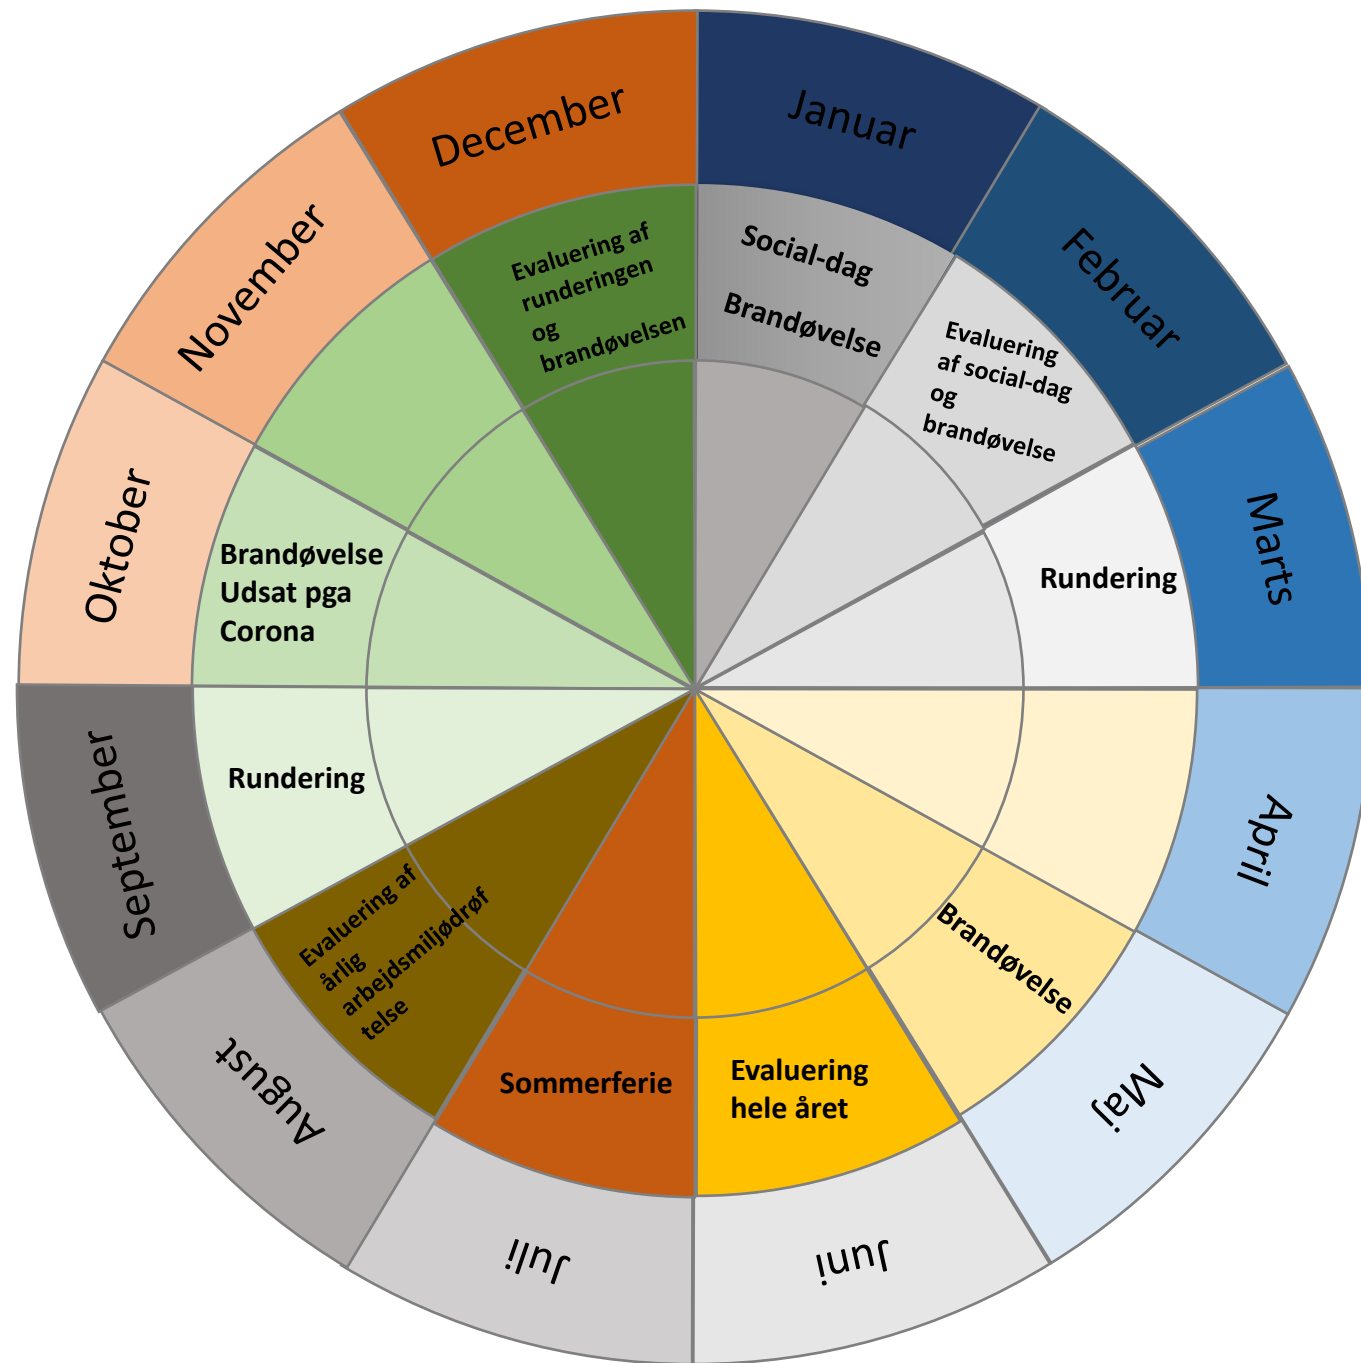 Januar
Social-dag
Brandøvelse
Februar
Evaluering
af social-dag
og
brandøvelse
Marts
Rundering
April
Maj
Brandøvelse
Juni
Evaluering
hele året
Juli
Sommerferie
August
Evaluering af
årlig
arbejdsmiljødrøf
telse
September
Rundering
Oktober
Brandøvelse
Udsat pga
Corona
November
December
Evaluering af
runderingen
og
brandøvelsen